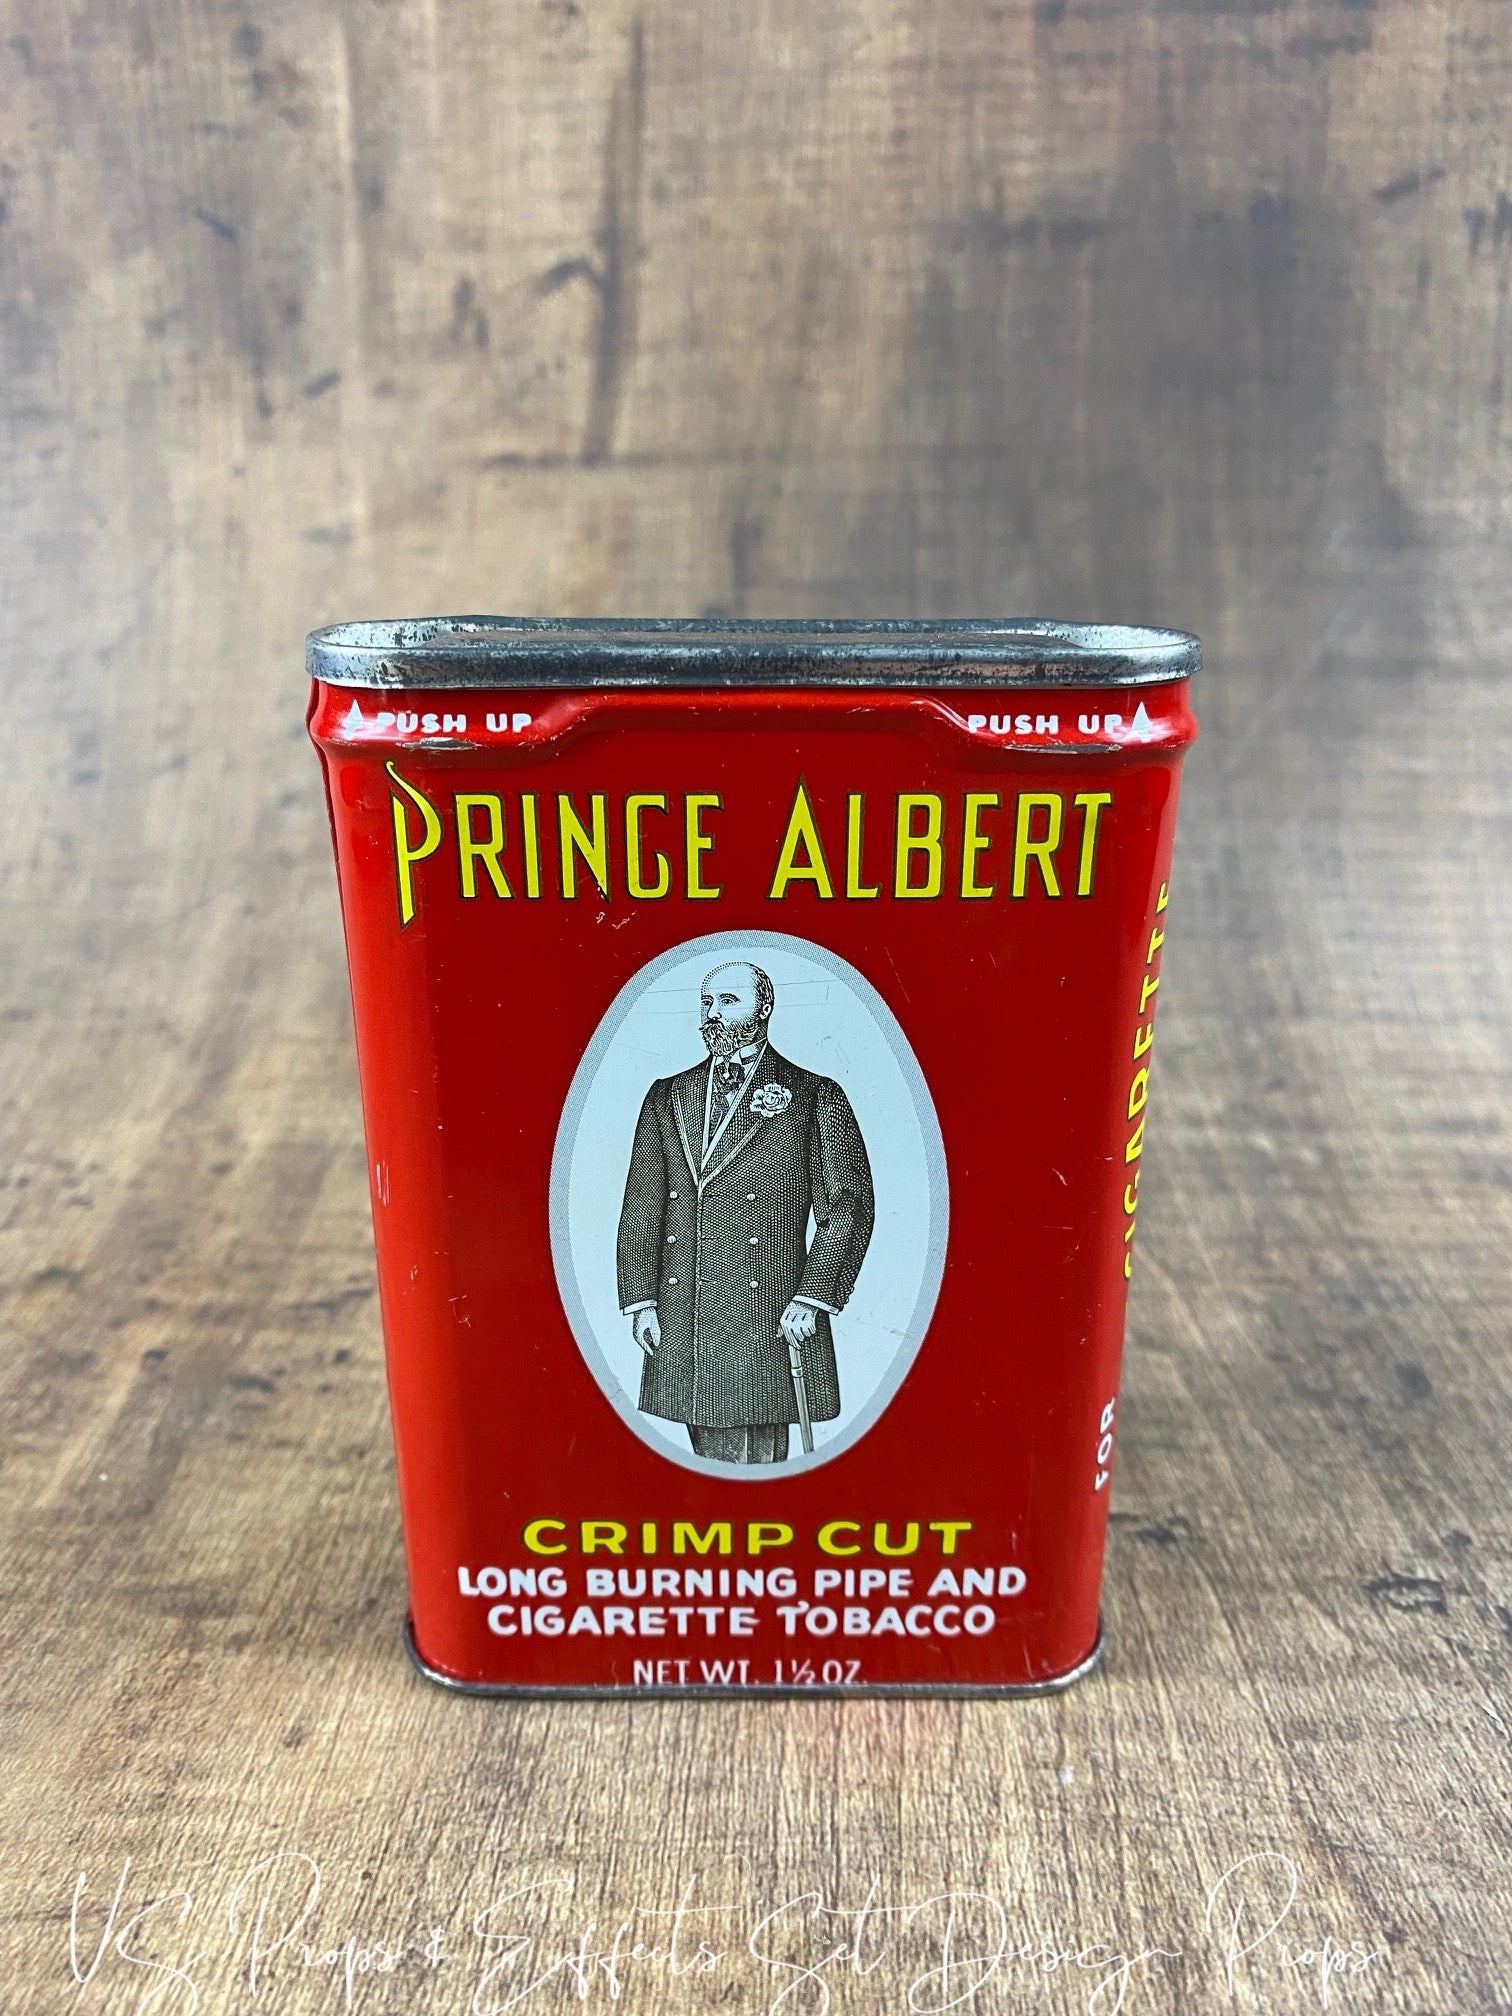 PUSH UP PUSH UP
PRINCE ALBERT
CIGARETTE
FOR
CRIMP CUT
LONG BURNING PIPE AND
CIGARETTE TOBACCO
NET WT. 1½ OZ.
VS Props & Effects Set Design Props